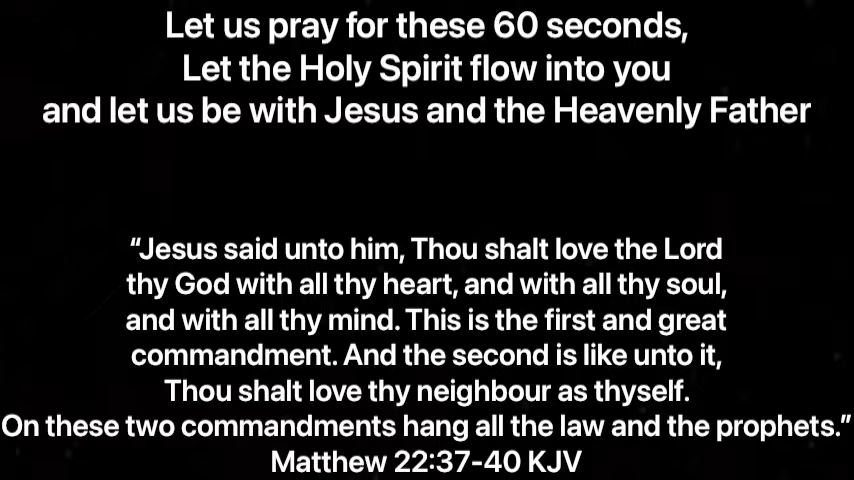 Let us pray for these 60 seconds,
Let the Holy Spirit flow into you
and let us be with Jesus and the Heavenly Father
“Jesus said unto him, Thou shalt love the Lord
thy God with all thy heart, and with all thy soul,
and with all thy mind. This is the first and great
commandment. And the second is like unto it,
Thou shalt love thy neighbour as thyself.
On these two commandments hang all the law and the prophets.”
Matthew 22:37-40 KJV